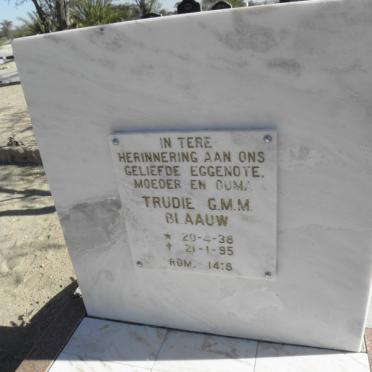 IN TERE
HERINNERING AAN ONS
GELIEFDE EGGENOTE,
MOEDER EN OUMA
TRUDIE G.M.M.
BLAAUW
* 20-4-38
† 21-1-95
ROM. 14:8